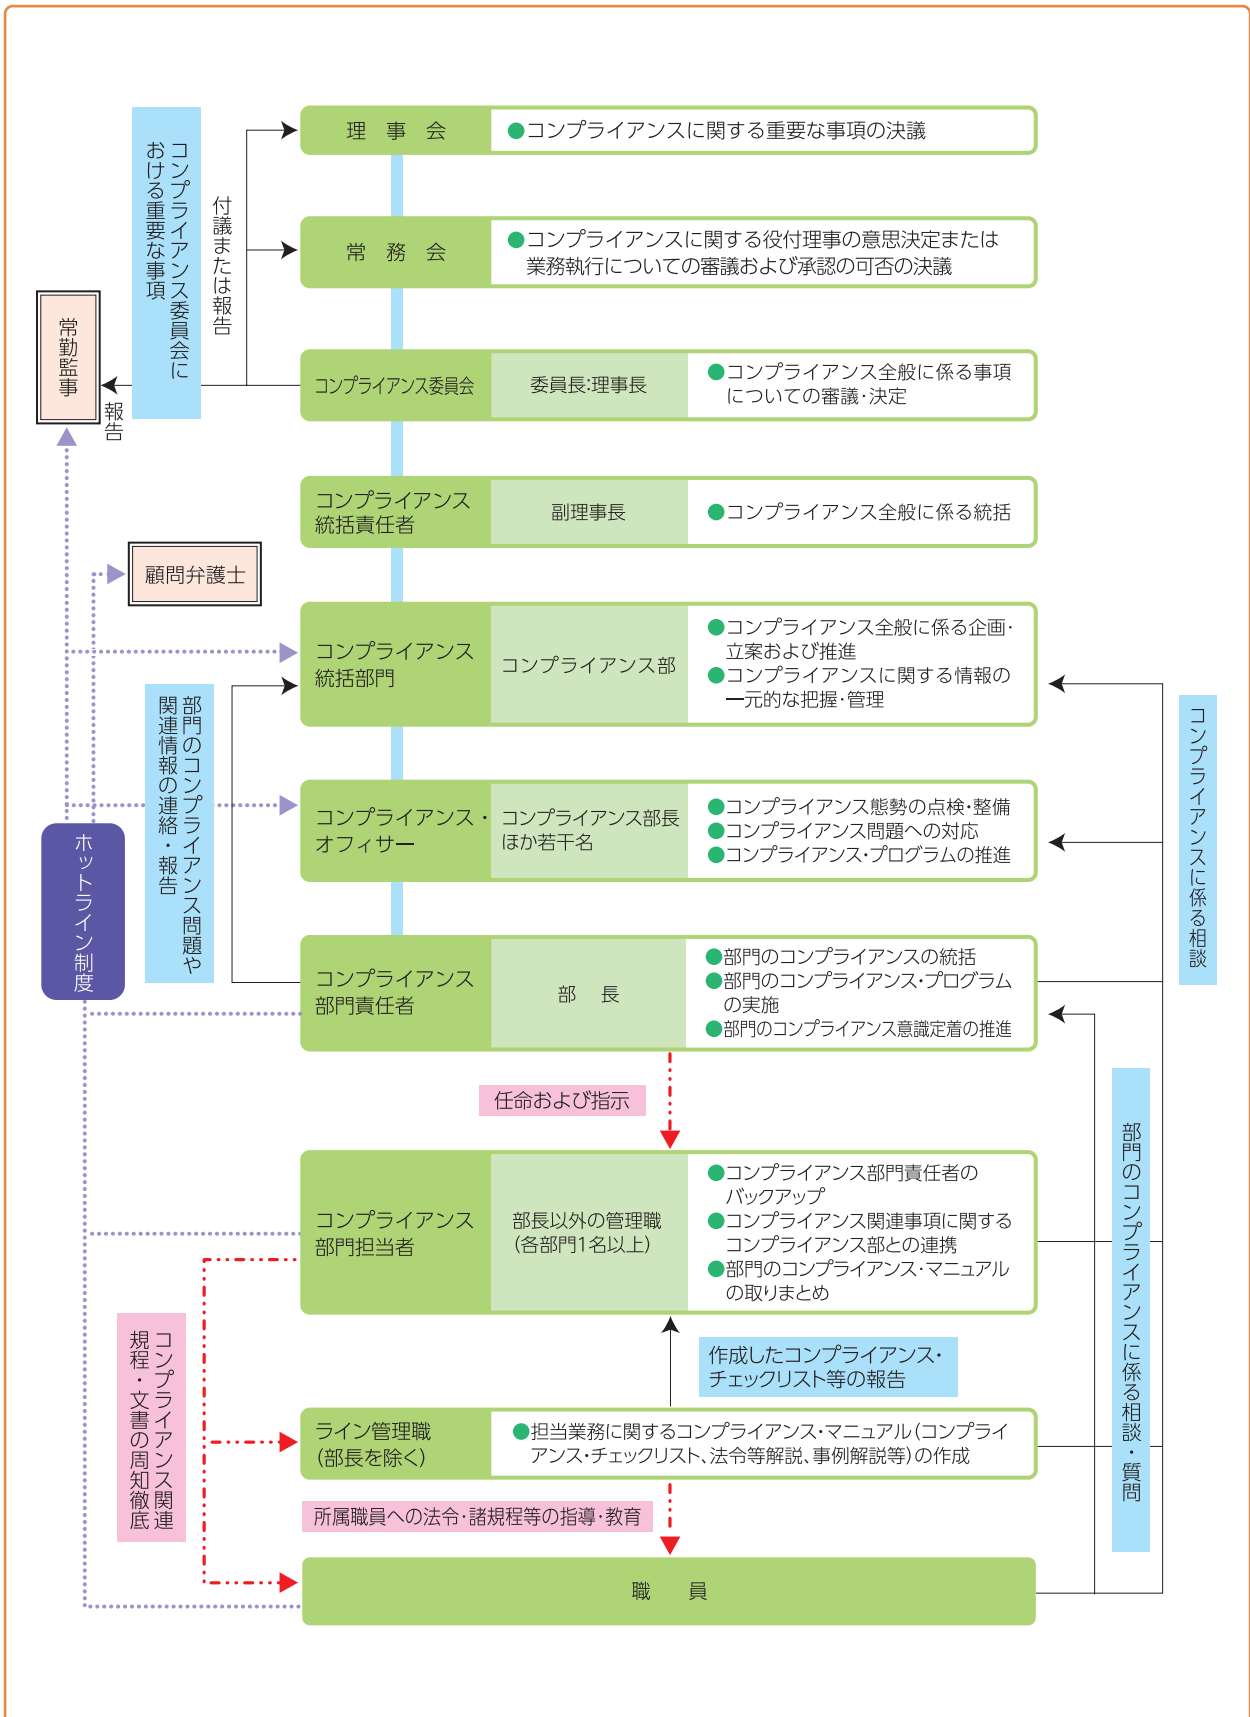 理事会
●コンプライアンスに関する重要な事項の決議
コンプライアンス委員会に
おける重要な事項
付議または報告
常務会
●コンプライアンスに関する役付理事の意思決定または
業務執行についての審議および承認の可否の決議
常勤監事
報告
コンプライアンス委員会
委員長:理事長
●コンプライアンス全般に係る事項
についての審議・決定
コンプライアンス
統括責任者
副理事長
●コンプライアンス全般に係る統括
顧問弁護士
コンプライアンス
統括部門
コンプライアンス部
●コンプライアンス全般に係る企画・
立案および推進
●コンプライアンスに関する情報の
一元的な把握・管理
部門のコンプライアンス問題や
関連情報の連絡・報告
コンプライアンスに係る相談
コンプライアンス・
オフィサー
コンプライアンス部長
ほか若干名
●コンプライアンス態勢の点検・整備
●コンプライアンス問題への対応
●コンプライアンス・プログラムの推進
ホットライン制度
コンプライアンス
部門責任者
部長
●部門のコンプライアンスの統括
●部門のコンプライアンス・プログラム
の実施
●部門のコンプライアンス意識定着の推進
任命および指示
部門のコンプライアンスに係る相談・質問
コンプライアンス
部門担当者
部長以外の管理職
(各部門1名以上)
●コンプライアンス部門責任者の
バックアップ
●コンプライアンス関連事項に関する
コンプライアンス部との連携
●部門のコンプライアンス・マニュアル
の取りまとめ
コンプライアンス関連
規程・文書の周知徹底
作成したコンプライアンス・
チェックリスト等の報告
ライン管理職
(部長を除く)
●担当業務に関するコンプライアンス・マニュアル(コンプライ
アンス・チェックリスト、法令等解説、事例解説等)の作成
所属職員への法令・諸規程等の指導・教育
職員